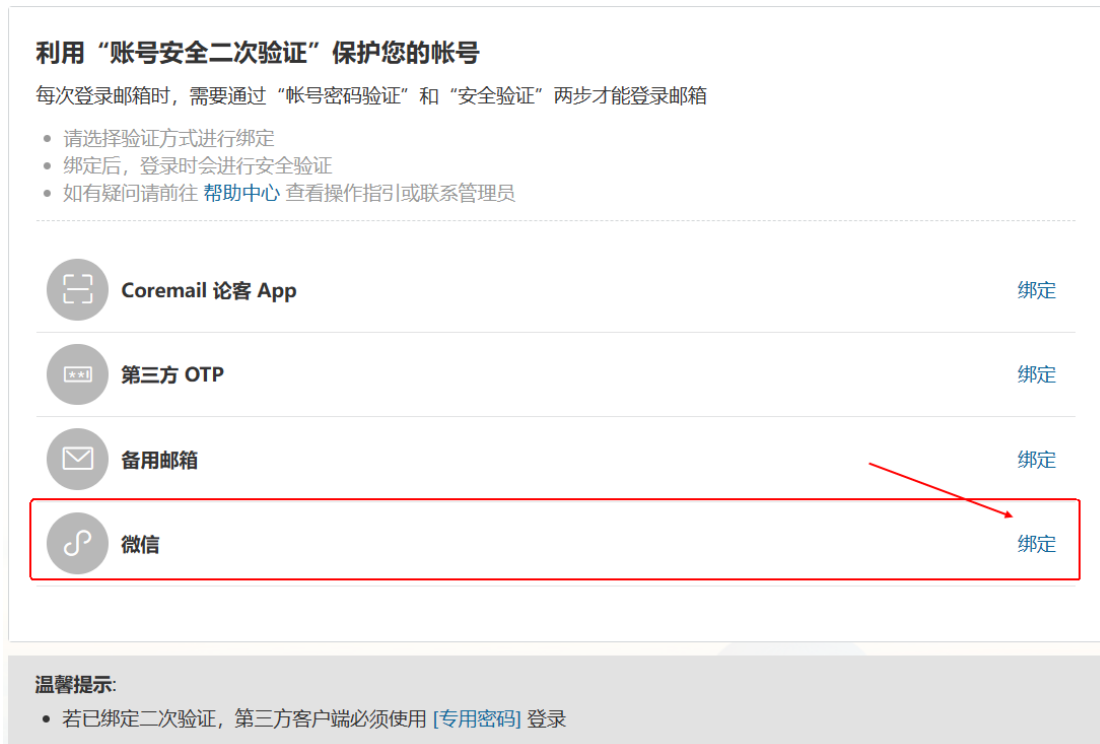 利用“账号安全二次验证”保护您的帐号
每次登录邮箱时，需要通过“帐号密码验证”和“安全验证”两步才能登录邮箱
请选择验证方式进行绑定
绑定后，登录时会进行安全验证
如有疑问请前往 帮助中心 查看操作指引或联系管理员
Coremail 论客 App 绑定
第三方 OTP 绑定
备用邮箱 绑定
微信 绑定
温馨提示:
若已绑定二次验证，第三方客户端必须使用 [专用密码] 登录